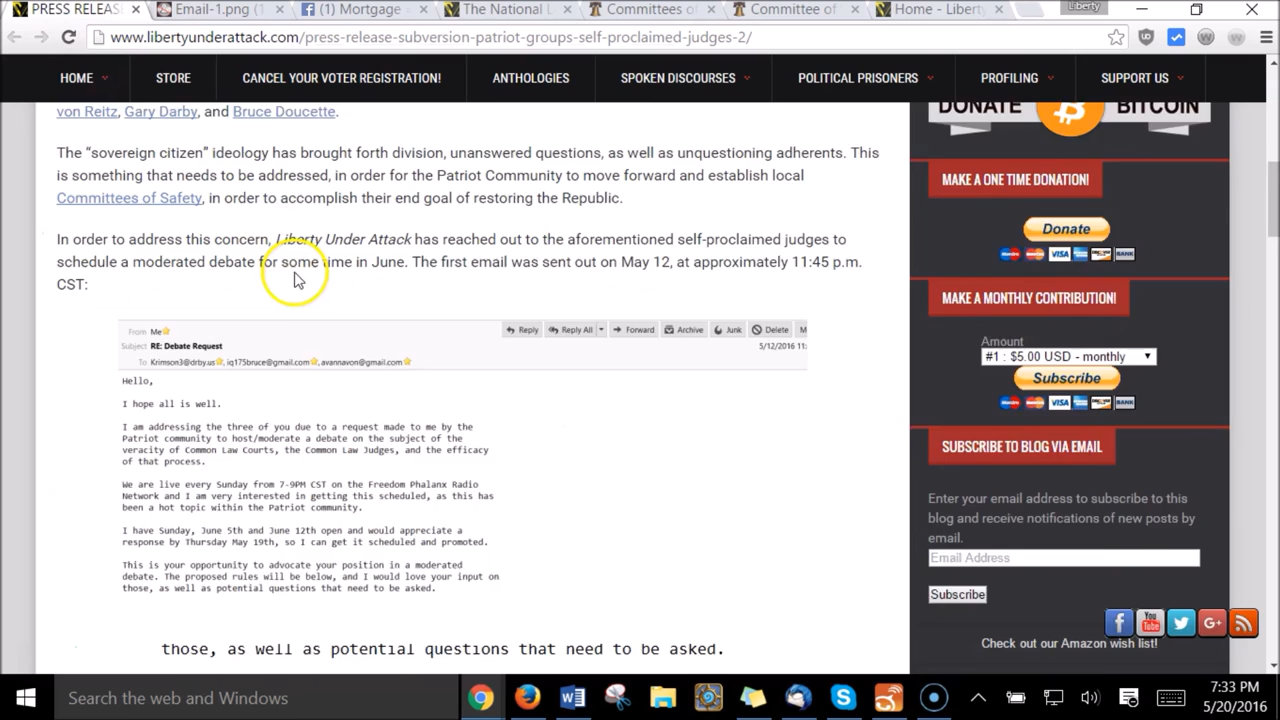 PRESS RELEAS
Email-1.png (
(1) Mortgage
The National L
Committees of
Committee of
Home - Liberty
Liberty
www.libertyunderattack.com/press-release-subversion-patriot-groups-self-proclaimed-judges-2/
HOME
STORE
CANCEL YOUR VOTER REGISTRATION!
ANTHOLOGIES
SPOKEN DISCOURSES
POLITICAL PRISONERS
PROFILING
SUPPORT US
von Reitz, Gary Darby, and Bruce Doucette.
The “sovereign citizen” ideology has brought forth division, unanswered questions, as well as unquestioning adherents. This
is something that needs to be addressed, in order for the Patriot Community to move forward and establish local
Committees of Safety, in order to accomplish their end goal of restoring the Republic.
In order to address this concern, Liberty Under Attack has reached out to the aforementioned self-proclaimed judges to
schedule a moderated debate for some time in June. The first email was sent out on May 12, at approximately 11:45 p.m.
CST:
From Me
Reply
Reply All
Forward
Archive
Junk
Delete
M
Subject RE: Debate Request
5/12/2016 11:
To Krimson3@drby.us, iq175bruce@gmail.com, avannavon@gmail.com
Hello,
I hope all is well.
I am addressing the three of you due to a request made to me by the
Patriot community to host/moderate a debate on the subject of the
veracity of Common Law Courts, the Common Law Judges, and the efficacy
of that process.
We are live every Sunday from 7-9PM CST on the Freedom Phalanx Radio
Network and I am very interested in getting this scheduled, as this has
been a hot topic within the Patriot community.
I have Sunday, June 5th and June 12th open and would appreciate a
response by Thursday May 19th, so I can get it scheduled and promoted.
This is your opportunity to advocate your position in a moderated
debate. The proposed rules will be below, and I would love your input on
those, as well as potential questions that need to be asked.
those, as well as potential questions that need to be asked.
DONATE BITCOIN
MAKE A ONE TIME DONATION!
Donate
VISA
BANK
MAKE A MONTHLY CONTRIBUTION!
Amount
#1 : $5.00 USD - monthly
Subscribe
VISA
BANK
SUBSCRIBE TO BLOG VIA EMAIL
Enter your email address to subscribe to this
blog and receive notifications of new posts by
email.
Email Address
Subscribe
You Tube
Check out our Amazon wish list!
Search the web and Windows
7:33 PM
5/20/2016